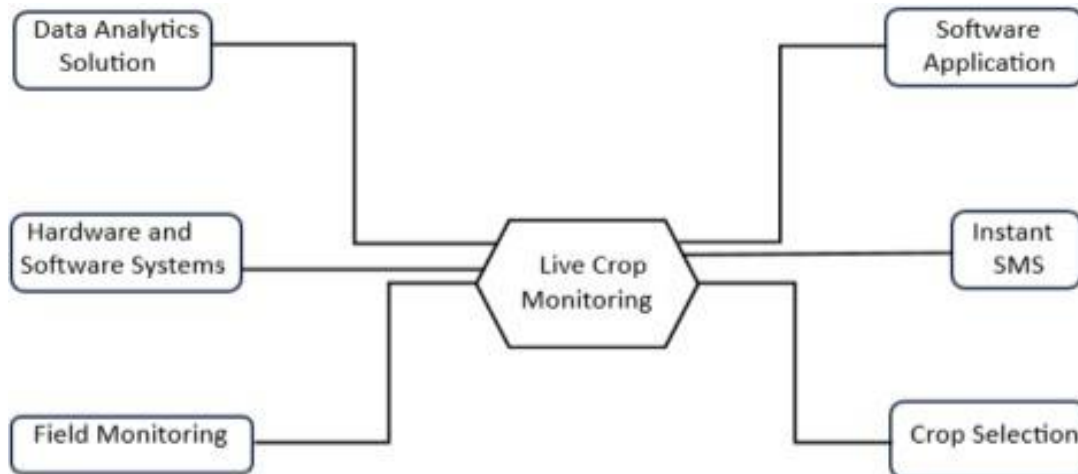 Data Analytics
Solution
Software
Application
Hardware and
Software Systems
Live Crop
Monitoring
Instant
SMS
Field Monitoring
Crop Selection